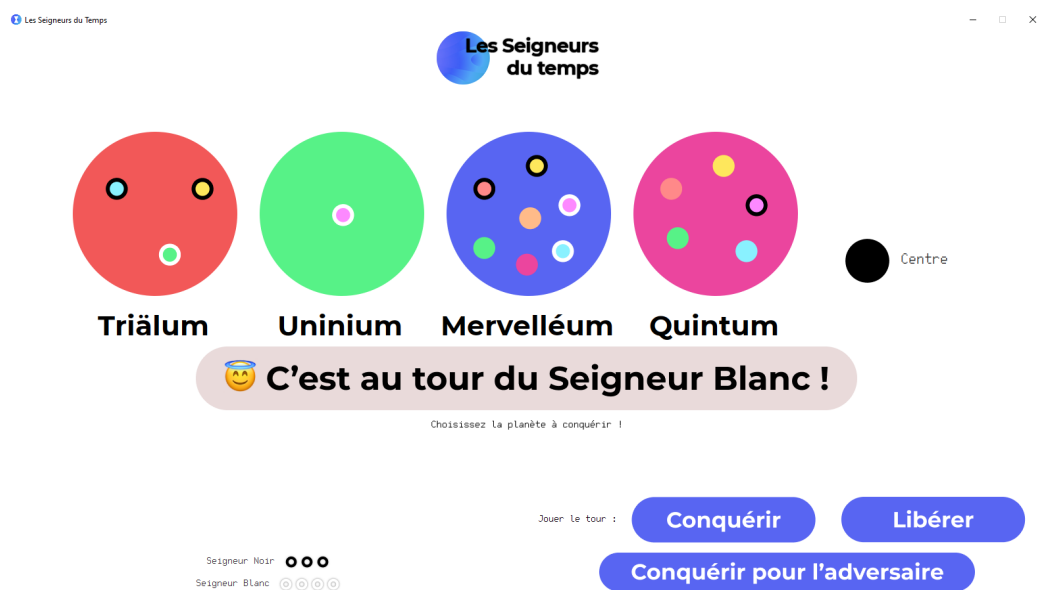 Les Seigneurs du Temps
Les Seigneurs
du temps
Centre
Triälum
Uninium
Mervelléum
Quintum
C’est au tour du Seigneur Blanc !
Choisissez la planète à conquérir !
Jouer le tour :
Conquérir
Libérer
Seigneur Noir
Conquérir pour l’adversaire
Seigneur Blanc